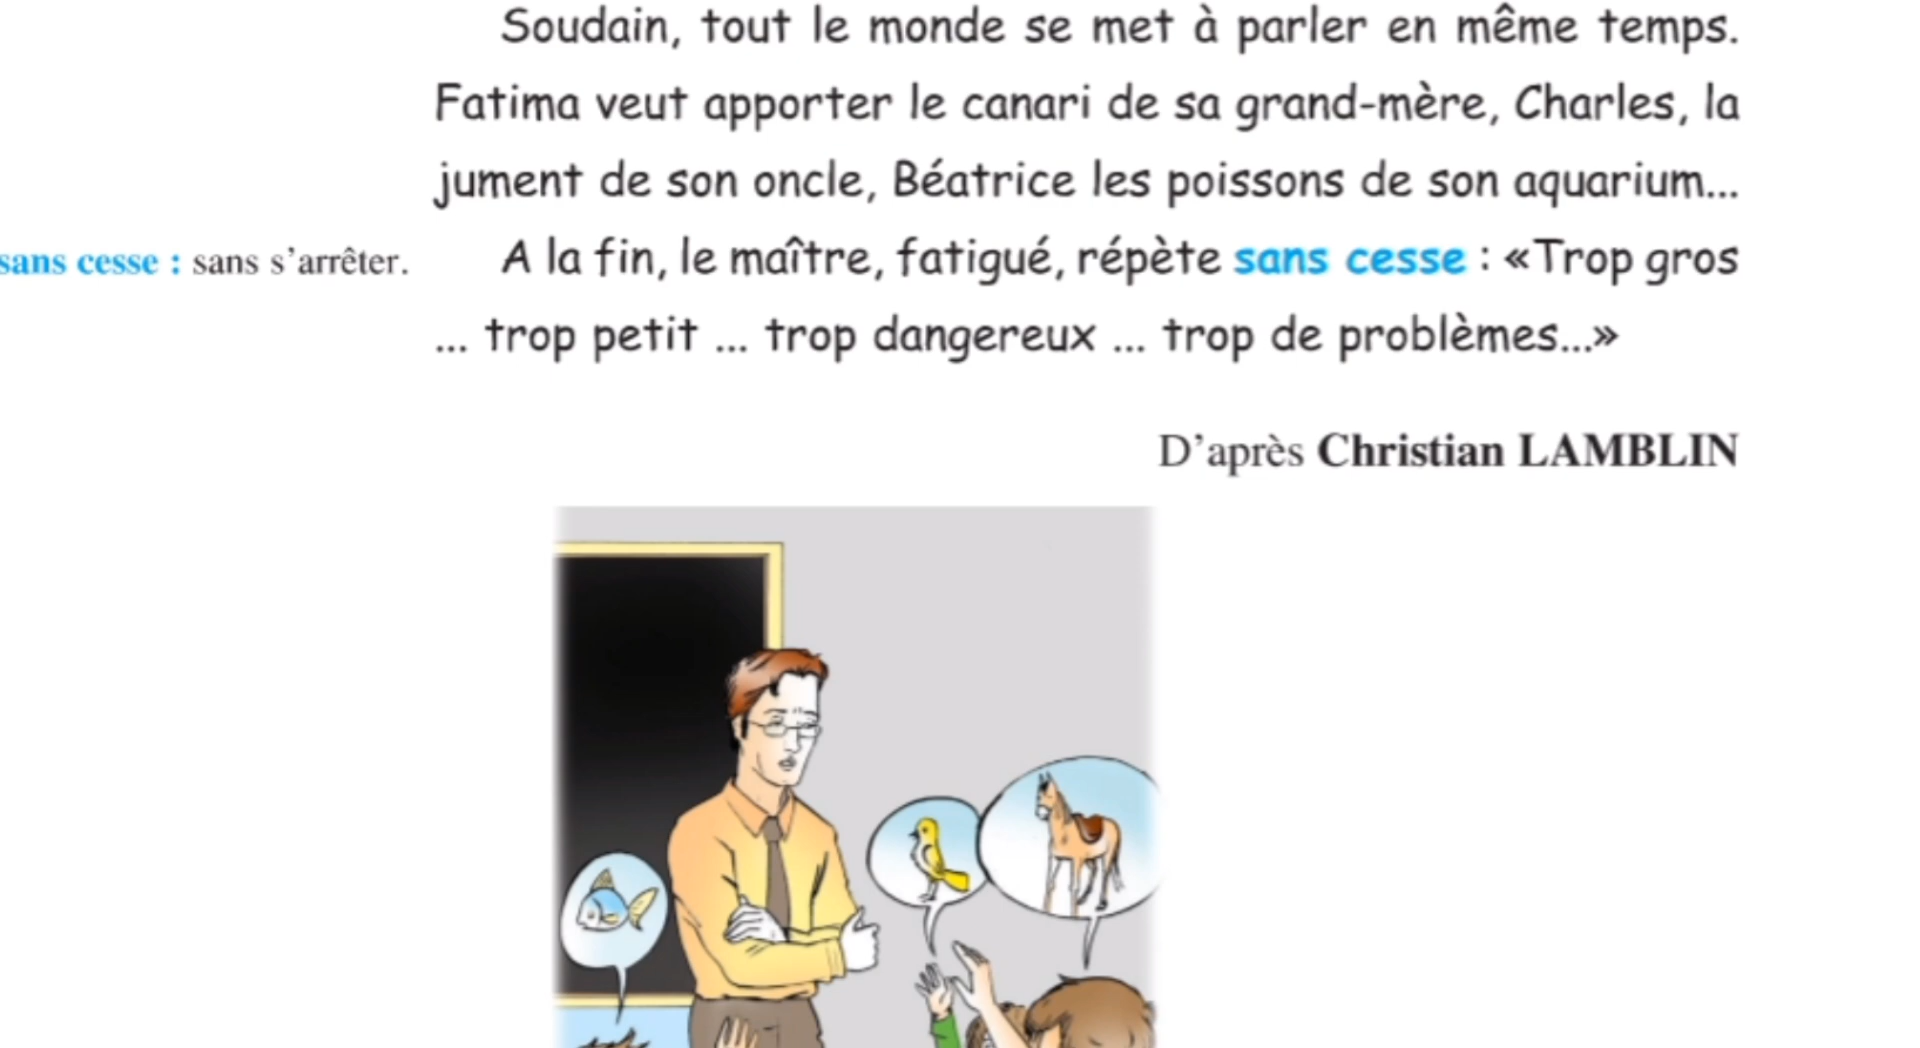 Soudain, tout le monde se met à parler en même temps.
Fatima veut apporter le canari de sa grand-mère, Charles, la
jument de son oncle, Béatrice les poissons de son aquarium...
sans cesse : sans s'arrêter.
A la fin, le maître, fatigué, répète sans cesse : «Trop gros
... trop petit ... trop dangereux ... trop de problèmes...»
D'après Christian LAMBLIN